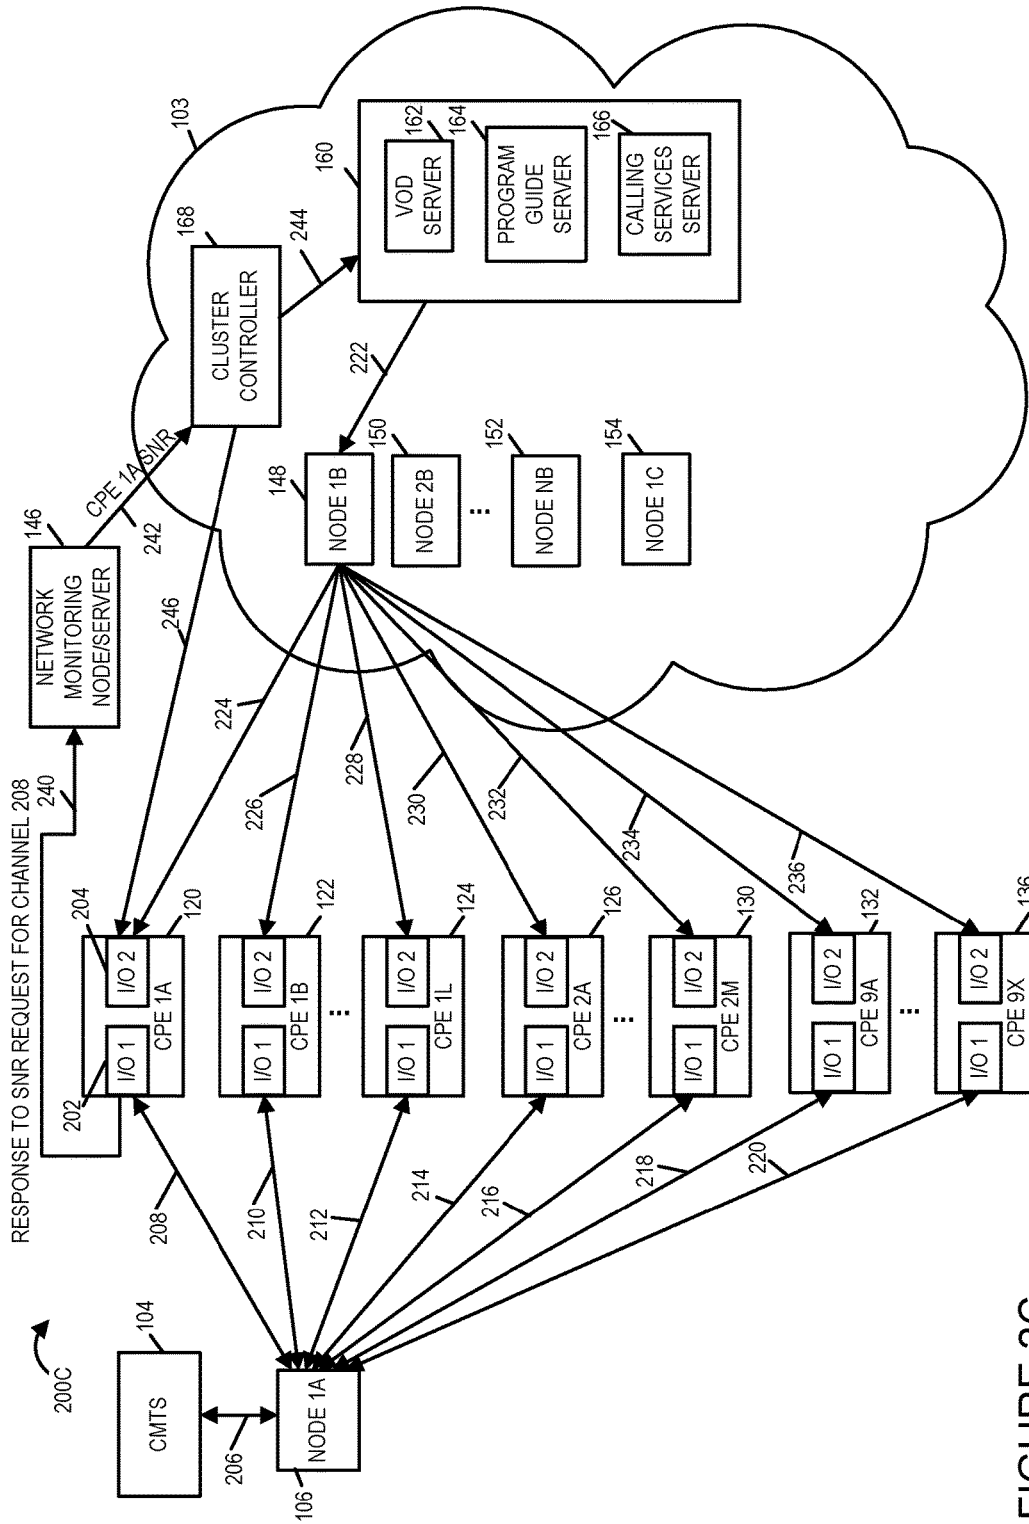 RESPONSE TO SNR REQUEST FOR CHANNEL 208
200C
CMTS
104
206
NODE 1A
106
208
210
212
214
216
218
220
202
204
I/O 1
I/O 2
CPE 1A
120
I/O 1
I/O 2
CPE 1B
122
...
I/O 1
I/O 2
CPE 1L
124
I/O 1
I/O 2
CPE 2A
126
...
I/O 1
I/O 2
CPE 2M
130
I/O 1
I/O 2
CPE 9A
132
...
I/O 1
I/O 2
CPE 9X
136
240
NETWORK
MONITORING
NODE/SERVER
146
CPE 1A SNR
242
246
224
226
228
230
232
234
236
NODE 1B
148
NODE 2B
150
...
NODE NB
152
NODE 1C
154
222
CLUSTER
CONTROLLER
168
244
103
160
VOD
SERVER
162
PROGRAM
GUIDE
SERVER
164
CALLING
SERVICES
SERVER
166
FIGURE 2C